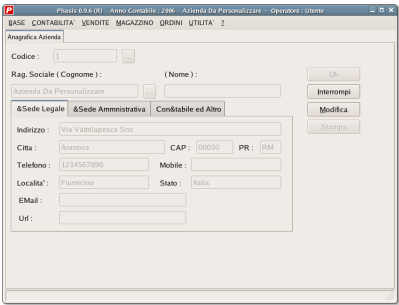 Phasis 0.9.6 (R) Anno Contabile : 2006 Azienda Da Personalizzare - Operatore : Utente
BASE CONTABILITA' VENDITE MAGAZZINO ORDINI UTILITA' ?
Anagrafica Azienda
Codice : 1 ...
Rag. Sociale ( Cognome ) : ( Nome ) :
Azienda Da Personalizzare ...
Ok
Interrompi
Modifica
Stampa
&Sede Legale &Sede Ammnistrativa Con&tabile ed Altro
Indirizzo : Via Vattelapesca Sns
Citta : Aranova CAP : 00050 PR : RM
Telefono : 1234567890 Mobile :
Localita' : Fiumicino Stato : Italia
EMail :
Url :